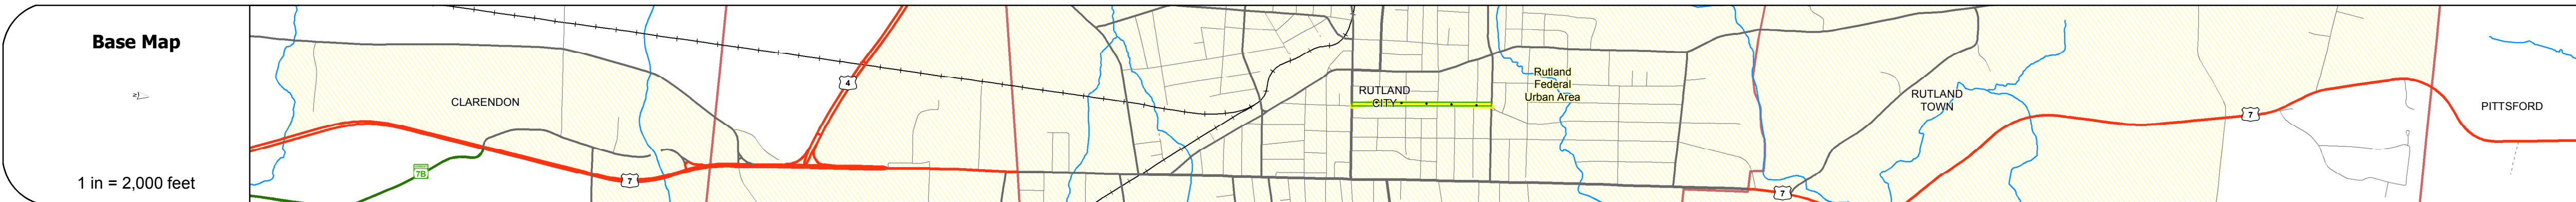 Base Map
N
1 in = 2,000 feet
CLARENDON
7B
7
4
RUTLAND
CITY
Rutland
Federal
Urban Area
7
RUTLAND
TOWN
7
PITTSFORD